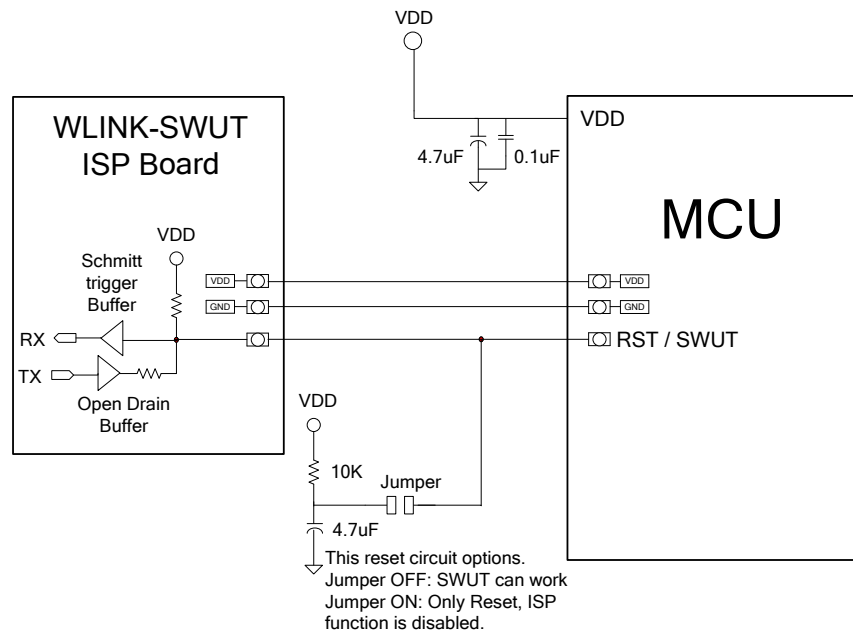 VDD
WLINK-SWUT
ISP Board
VDD
4.7uF
0.1uF
MCU
VDD
Schmitt
trigger
Buffer
VDD
VDD
GND
GND
RX
RST / SWUT
TX
Open Drain
Buffer
VDD
10K
Jumper
4.7uF
This reset circuit options.
Jumper OFF: SWUT can work
Jumper ON: Only Reset, ISP
function is disabled.